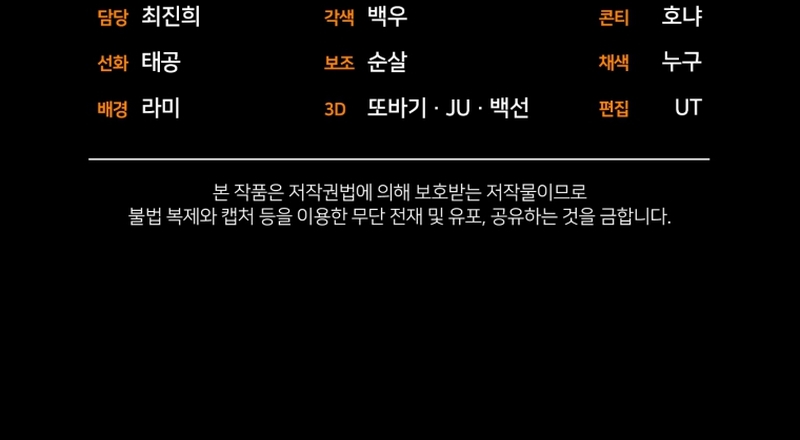 담당 최진희 각색 백우 콘티 호냐
선화 태공 보조 순살 채색 누구
배경 라미 3D 또바기 · JU · 백선 편집 UT
본 작품은 저작권법에 의해 보호받는 저작물이므로
불법 복제와 캡처 등을 이용한 무단 전재 및 유포, 공유하는 것을 금합니다.